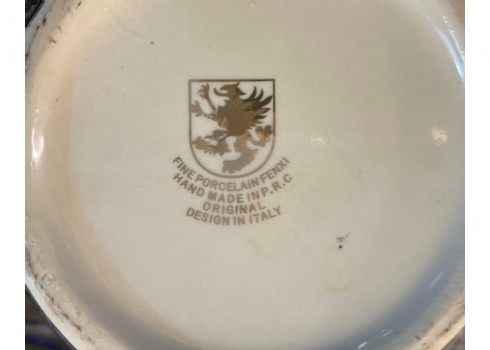 FINE PORCELAIN FENXI
HAND MADE IN P.R.C
ORIGINAL
DESIGN IN ITALY